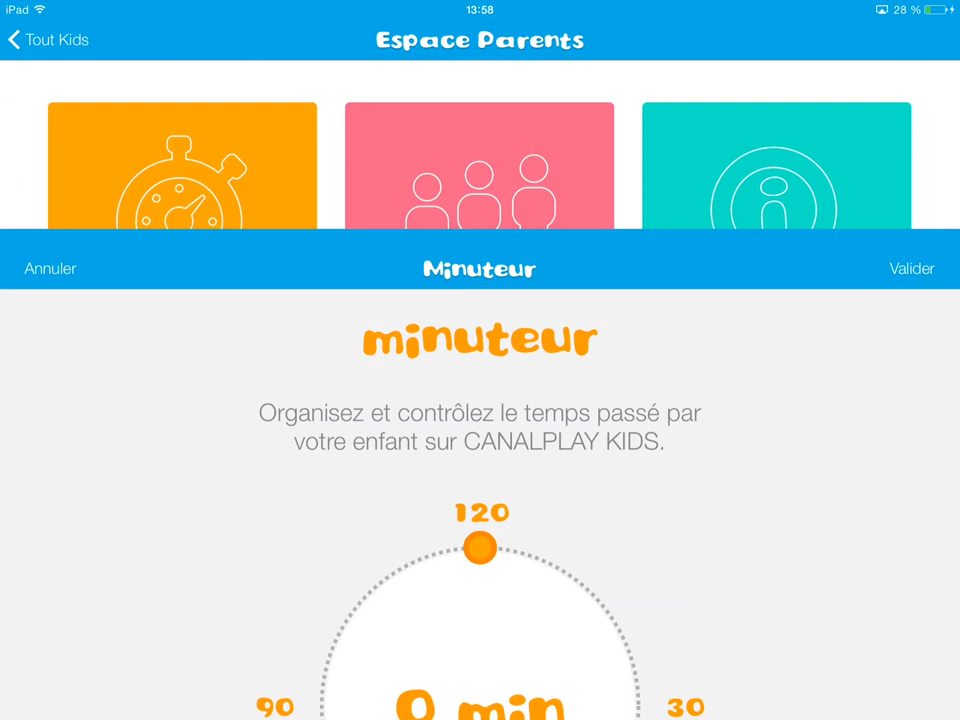 iPad 13:58 28 %
Tout Kids Espace Parents
Annuler Minuteur Valider
minuteur
Organisez et contrôlez le temps passé par
votre enfant sur CANALPLAY KIDS.
120
90 0 min 30